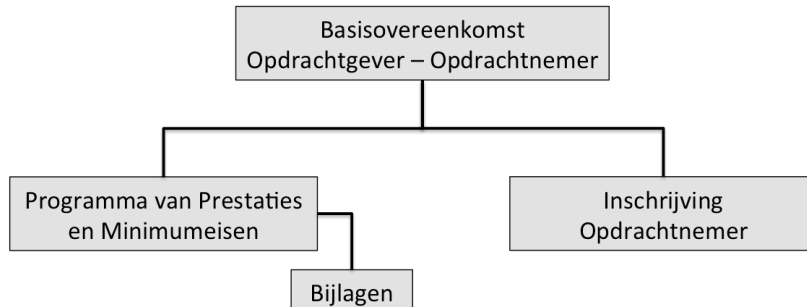 Basisovereenkomst
Opdrachtgever – Opdrachtnemer
Programma van Prestaties
en Minimumeisen
Inschrijving
Opdrachtnemer
Bijlagen